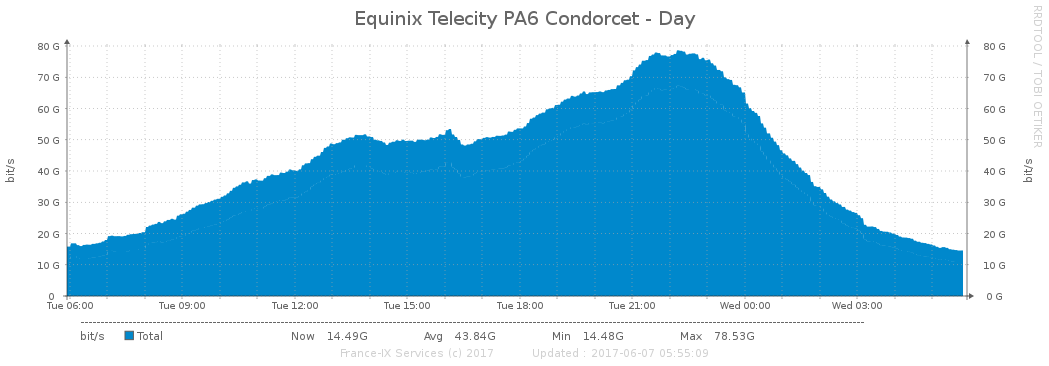 Equinix Telecity PA6 Condorcet - Day
RRDTOOL / TOBI OETIKER
80 G 80 G
70 G 70 G
60 G 60 G
50 G 50 G
40 G 40 G
30 G 30 G
20 G 20 G
10 G 10 G
0 0 G
bit/s
bit/s
Tue 06:00 Tue 09:00 Tue 12:00 Tue 15:00 Tue 18:00 Tue 21:00 Wed 00:00 Wed 03:00
bit/s Total Now 14.49G Avg 43.84G Min 14.48G Max 78.53G
France-IX Services (c) 2017 Updated : 2017-06-07 05:55:09